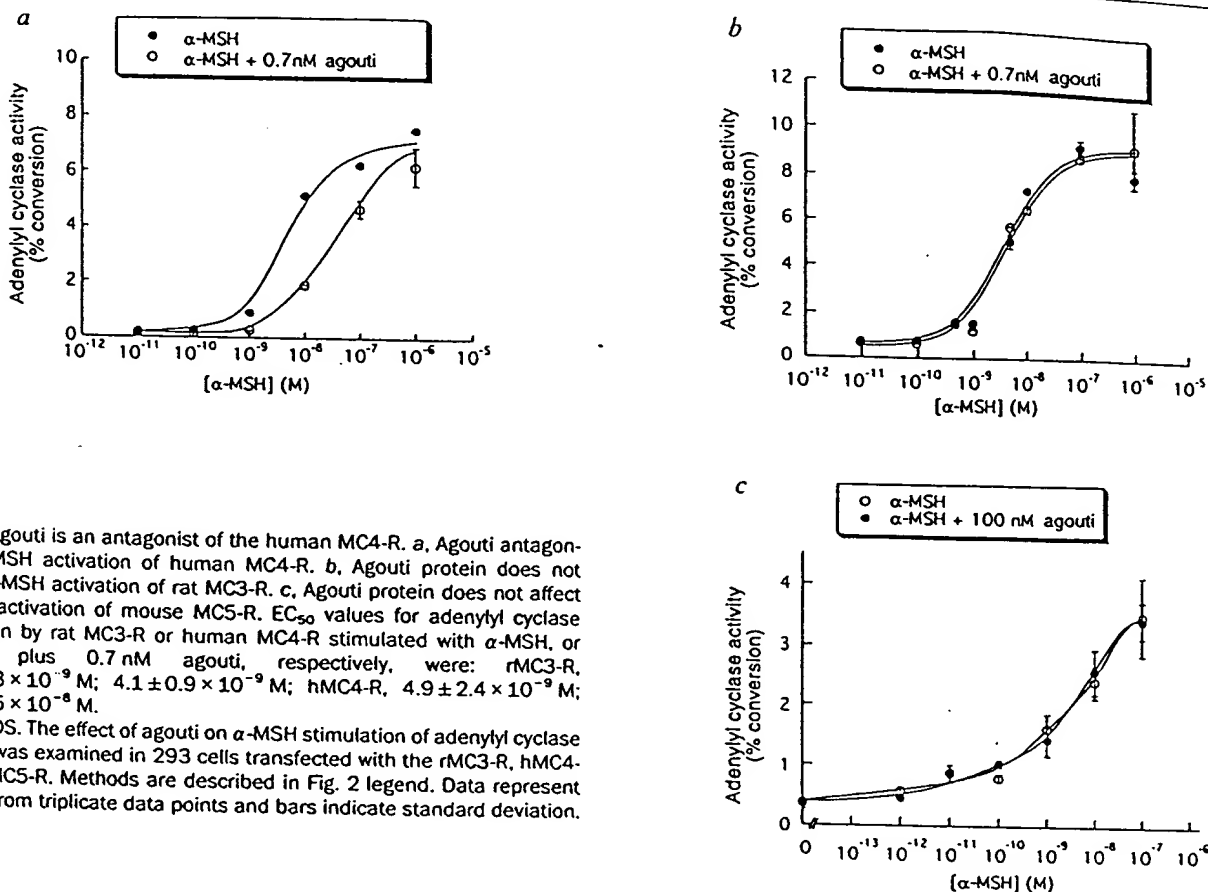 a
α-MSH
α-MSH + 0.7nM agouti
10
8
6
4
2
0
Adenylyl cyclase activity
(% conversion)
10⁻¹² 10⁻¹¹ 10⁻¹⁰ 10⁻⁹ 10⁻⁸ 10⁻⁷ 10⁻⁶ 10⁻⁵
[α-MSH] (M)
b
α-MSH
α-MSH + 0.7nM agouti
12
10
8
6
4
2
0
Adenylyl cyclase activity
(% conversion)
10⁻¹² 10⁻¹¹ 10⁻¹⁰ 10⁻⁹ 10⁻⁸ 10⁻⁷ 10⁻⁶ 10⁻⁵
[α-MSH] (M)
gouti is an antagonist of the human MC4-R. a, Agouti antagon-
MSH activation of human MC4-R. b, Agouti protein does not
-MSH activation of rat MC3-R. c, Agouti protein does not affect
activation of mouse MC5-R. EC₅₀ values for adenylyl cyclase
n by rat MC3-R or human MC4-R stimulated with α-MSH, or
plus 0.7 nM agouti, respectively, were: rMC3-R,
× 10⁻⁹ M; 4.1 ± 0.9 × 10⁻⁹ M; hMC4-R, 4.9 ± 2.4 × 10⁻⁹ M;
× 10⁻⁸ M.
OS. The effect of agouti on α-MSH stimulation of adenylyl cyclase
was examined in 293 cells transfected with the rMC3-R, hMC4-
MC5-R. Methods are described in Fig. 2 legend. Data represent
rom triplicate data points and bars indicate standard deviation.
c
α-MSH
α-MSH + 100 nM agouti
4
3
2
1
0
Adenylyl cyclase activity
(% conversion)
0 10⁻¹³ 10⁻¹² 10⁻¹¹ 10⁻¹⁰ 10⁻⁹ 10⁻⁸ 10⁻⁷ 10⁻⁶
[α-MSH] (M)